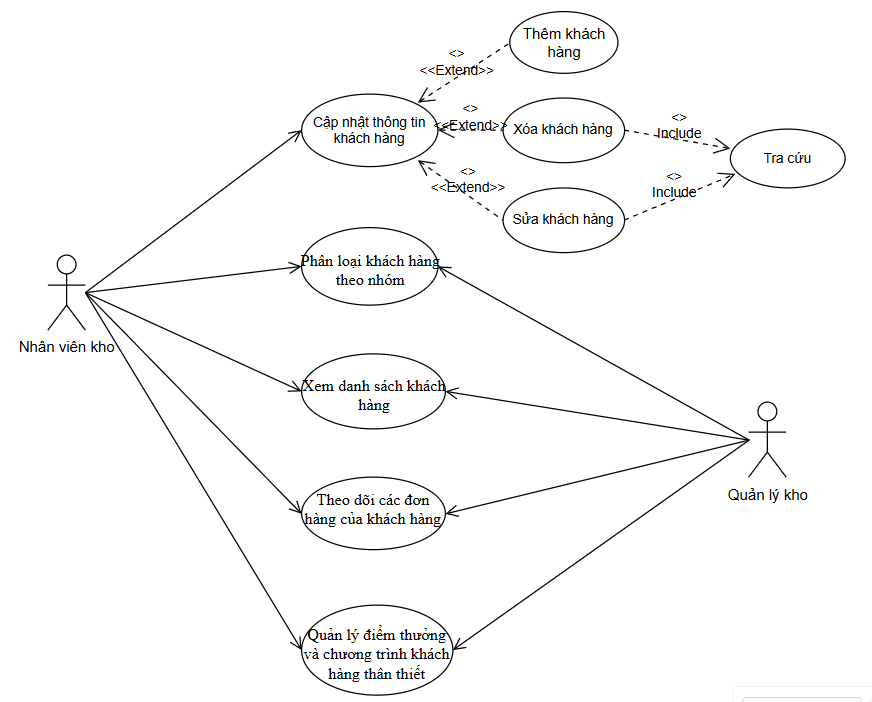 Thêm khách
hàng
<>
<<Extend>>
Cập nhật thông tin
khách hàng
<>
<<Extend>>
Xóa khách hàng
<>
Include
Tra cứu
<>
<<Extend>>
Sửa khách hàng
<>
Include
Phân loại khách hàng
theo nhóm
Nhân viên kho
Xem danh sách khách
hàng
Quản lý kho
Theo dõi các đơn
hàng của khách hàng
Quản lý điểm thưởng
và chương trình khách
hàng thân thiết